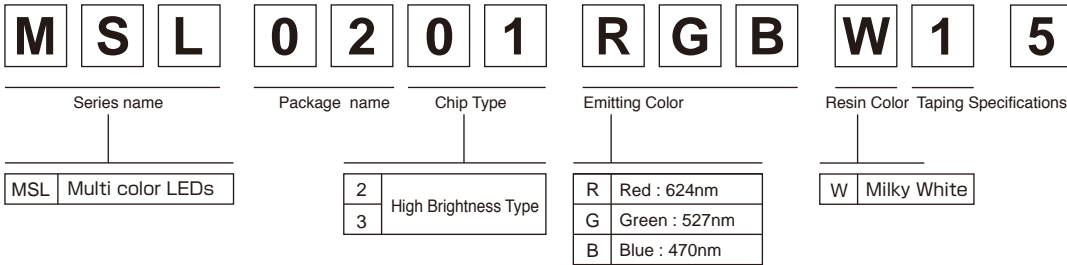 M S L 0 2 0 1 R G B W 1 5
Series name Package name Chip Type Emitting Color Resin Color Taping Specifications
MSL Multi color LEDs
2
3
High Brightness Type
R Red : 624nm
G Green : 527nm
B Blue : 470nm
W Milky White